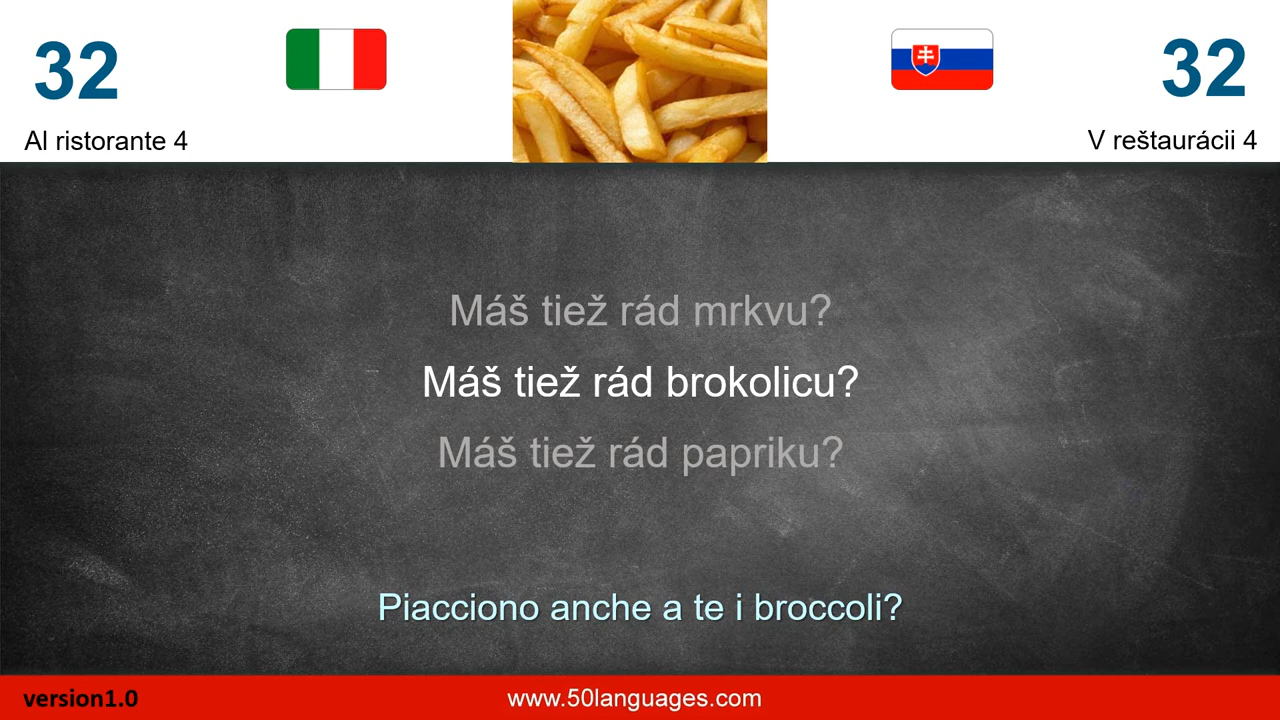 32
32
Al ristorante 4
V reštaurácii 4
Máš tiež rád mrkvu?
Máš tiež rád brokolicu?
Máš tiež rád papriku?
Piacciono anche a te i broccoli?
version1.0
www.50languages.com